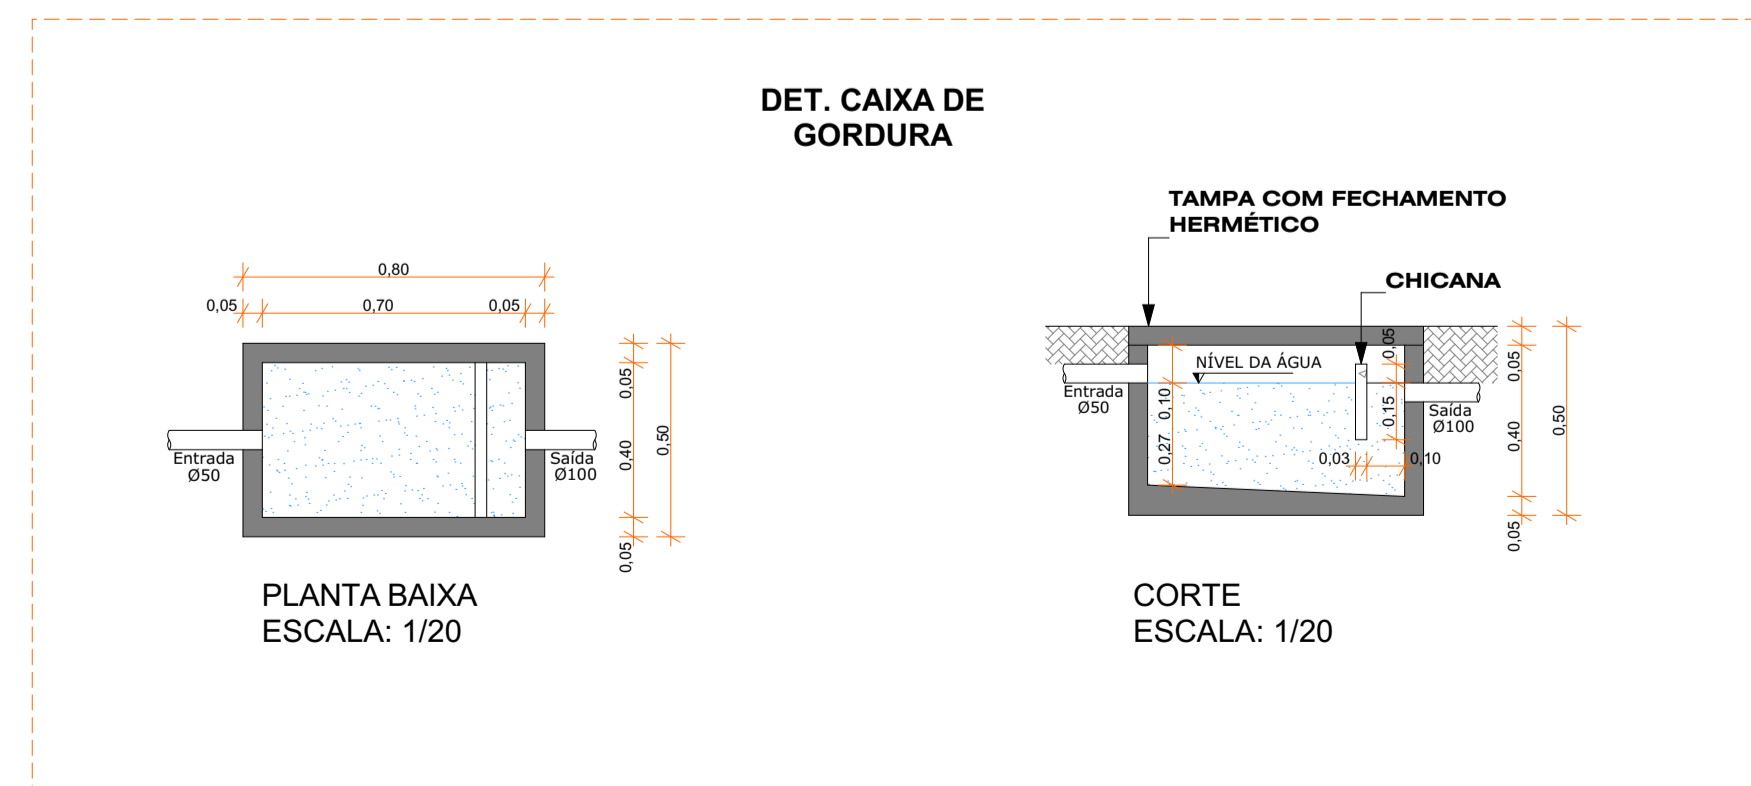 DET. CAIXA DE
GORDURA
TAMPA COM FECHAMENTO
HERMÉTICO
CHICANA
0,80
0,05
0,70
0,05
0,05
0,40
0,50
0,05
Entrada
Ø50
Saída
Ø100
NÍVEL DA ÁGUA
Entrada
Ø50
0,10
0,27
0,05
0,15
0,03
0,10
Saída
Ø100
0,05
0,40
0,50
0,05
PLANTA BAIXA
ESCALA: 1/20
CORTE
ESCALA: 1/20